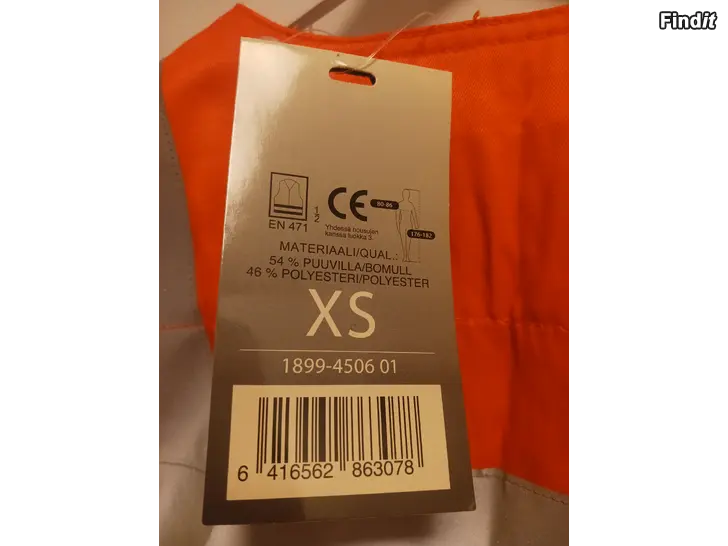 Findit
EN 471
1
2
CE
80-86
176-182
Yhdessä housujen
kanssa luokka 3.
MATERIAALI/QUAL.:
54 % PUUVILLA/BOMULL
46 % POLYESTERI/POLYESTER
XS
1899-4506 01
6 416562 863078